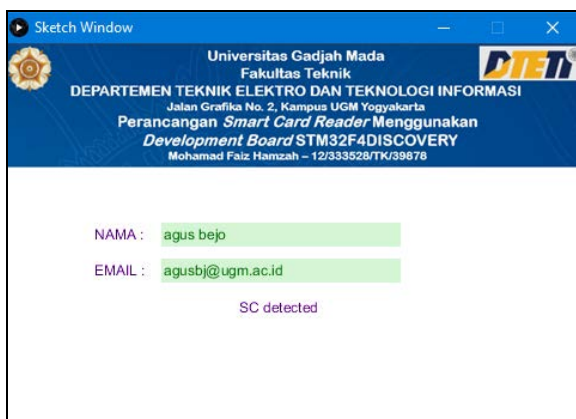 Sketch Window
Universitas Gadjah Mada
Fakultas Teknik
DEPARTEMEN TEKNIK ELEKTRO DAN TEKNOLOGI INFORMASI
Jalan Grafika No. 2, Kampus UGM Yogyakarta
Perancangan Smart Card Reader Menggunakan
Development Board STM32F4DISCOVERY
Mohamad Faiz Hamzah – 12/333528/TK/39878
DTETI
NAMA : agus bejo
EMAIL : agusbj@ugm.ac.id
SC detected